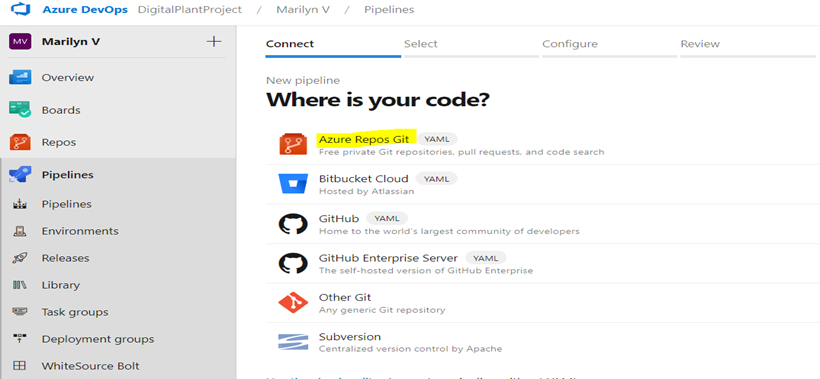 Azure DevOps DigitalPlantProject / Marilyn V / Pipelines
MV Marilyn V +
Overview
Boards
Repos
Pipelines
Pipelines
Environments
Releases
Library
Task groups
Deployment groups
WhiteSource Bolt
Connect Select Configure Review
New pipeline
Where is your code?
Azure Repos Git YAML
Free private Git repositories, pull requests, and code search
Bitbucket Cloud YAML
Hosted by Atlassian
GitHub YAML
Home to the world's largest community of developers
GitHub Enterprise Server YAML
The self-hosted version of GitHub Enterprise
Other Git
Any generic Git repository
Subversion
Centralized version control by Apache